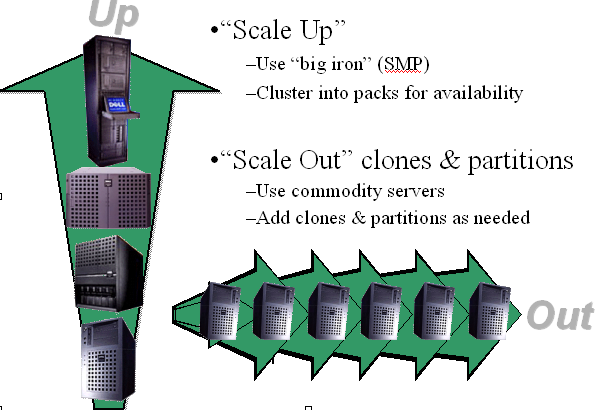 Up
•“Scale Up”
–Use “big iron” (SMP)
–Cluster into packs for availability
DELL
•“Scale Out” clones & partitions
–Use commodity servers
–Add clones & partitions as needed
Out